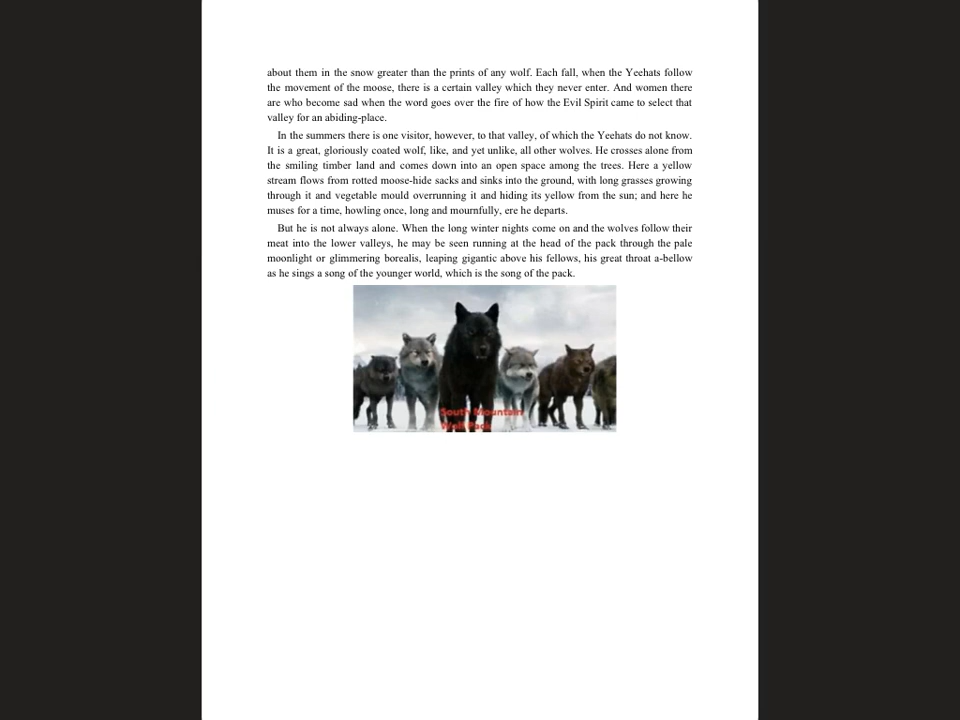 about them in the snow greater than the prints of any wolf. Each fall, when the Yeehats follow
the movement of the moose, there is a certain valley which they never enter. And women there
are who become sad when the word goes over the fire of how the Evil Spirit came to select that
valley for an abiding-place.
In the summers there is one visitor, however, to that valley, of which the Yeehats do not know.
It is a great, gloriously coated wolf, like, and yet unlike, all other wolves. He crosses alone from
the smiling timber land and comes down into an open space among the trees. Here a yellow
stream flows from rotted moose-hide sacks and sinks into the ground, with long grasses growing
through it and vegetable mould overrunning it and hiding its yellow from the sun; and here he
muses for a time, howling once, long and mournfully, ere he departs.
But he is not always alone. When the long winter nights come on and the wolves follow their
meat into the lower valleys, he may be seen running at the head of the pack through the pale
moonlight or glimmering borealis, leaping gigantic above his fellows, his great throat a-bellow
as he sings a song of the younger world, which is the song of the pack.
South Mountain
Wolf Pack